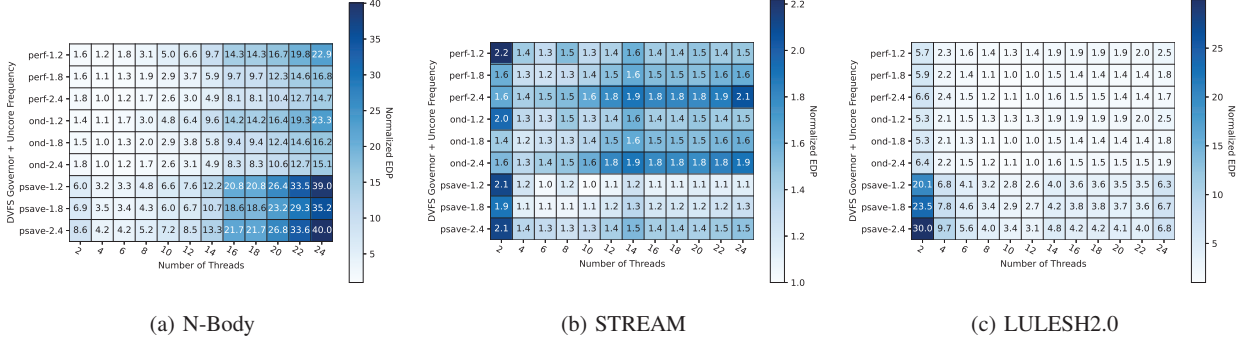 DVFS Governor + Uncore Frequency
perf-1.2 1.6 1.2 1.8 3.1 5.0 6.6 9.7 14.3 14.3 16.7 19.8 22.9
perf-1.8 1.6 1.1 1.3 1.9 2.9 3.7 5.9 9.7 9.7 12.3 14.6 16.8
perf-2.4 1.8 1.0 1.2 1.7 2.6 3.0 4.9 8.1 8.1 10.4 12.7 14.7
ond-1.2 1.4 1.1 1.7 3.0 4.8 6.4 9.6 14.2 14.2 16.4 19.3 23.3
ond-1.8 1.5 1.0 1.3 2.0 2.9 3.8 5.8 9.4 9.4 12.4 14.6 16.2
ond-2.4 1.8 1.0 1.2 1.7 2.6 3.1 4.9 8.3 8.3 10.6 12.7 15.1
psave-1.2 6.0 3.2 3.3 4.8 6.6 7.6 12.2 20.8 20.8 26.4 33.5 39.0
psave-1.8 6.9 3.5 3.4 4.3 6.0 6.7 10.7 18.6 18.6 23.2 29.3 35.2
psave-2.4 8.6 4.2 4.2 5.2 7.2 8.5 13.3 21.7 21.7 26.8 33.6 40.0
2 4 6 8 10 12 14 16 18 20 22 24
Number of Threads
40
35
30
25
20
15
10
5
Normalized EDP
(a) N-Body
DVFS Governor + Uncore Frequency
perf-1.2 2.2 1.4 1.3 1.5 1.2 1.4 1.6 1.4 1.5 1.4 1.4 1.5
perf-1.8 1.6 1.3 1.2 1.3 1.4 1.5 1.6 1.5 1.5 1.5 1.6 1.6
perf-2.4 1.6 1.4 1.5 1.5 1.6 1.8 1.9 1.8 1.8 1.8 1.9 2.1
ond-1.2 2.0 1.3 1.2 1.3 1.2 1.4 1.6 1.4 1.4 1.4 1.5 1.4
ond-1.8 1.4 1.2 1.3 1.3 1.3 1.5 1.6 1.5 1.5 1.5 1.6 1.6
ond-2.4 1.6 1.3 1.4 1.5 1.6 1.8 1.9 1.8 1.8 1.9 1.8 1.9
psave-1.2 2.1 1.2 1.0 1.2 1.0 1.1 1.2 1.1 1.1 1.1 1.2 1.1
psave-1.8 1.9 1.1 1.1 1.1 1.2 1.2 1.3 1.2 1.2 1.2 1.2 1.3
psave-2.4 2.1 1.4 1.3 1.3 1.3 1.4 1.5 1.4 1.4 1.4 1.5 1.5
2 4 6 8 10 12 14 16 18 20 22 24
Number of Threads
2.2
2.0
1.8
1.6
1.4
1.2
1.0
Normalized EDP
(b) STREAM
DVFS Governor + Uncore Frequency
perf-1.2 5.7 2.3 1.6 1.4 1.3 1.4 1.9 1.9 1.9 1.9 2.0 2.5
perf-1.8 5.9 2.2 1.4 1.1 1.0 1.1 1.5 1.4 1.5 1.4 1.4 1.8
perf-2.4 6.6 2.4 1.5 1.2 1.1 1.0 1.6 1.5 1.5 1.4 1.4 1.7
ond-1.2 5.3 2.1 1.5 1.3 1.3 1.4 1.9 1.9 1.9 1.9 2.0 2.5
ond-1.8 5.3 2.1 1.3 1.1 1.0 1.1 1.5 1.5 1.5 1.4 1.5 1.8
ond-2.4 6.4 2.2 1.5 1.2 1.0 1.0 1.5 1.5 1.5 1.4 1.5 1.9
psave-1.2 20.1 6.8 4.1 3.2 2.8 2.6 4.0 3.6 3.6 3.5 3.5 6.3
psave-1.8 23.5 7.8 4.6 3.4 2.9 2.7 4.2 3.8 3.9 3.6 3.4 6.7
psave-2.4 30.0 9.7 5.6 4.0 3.4 3.1 4.8 4.2 4.2 4.1 4.0 6.8
2 4 6 8 10 12 14 16 18 20 22 24
Number of Threads
25
20
15
10
5
Normalized EDP
(c) LULESH2.0